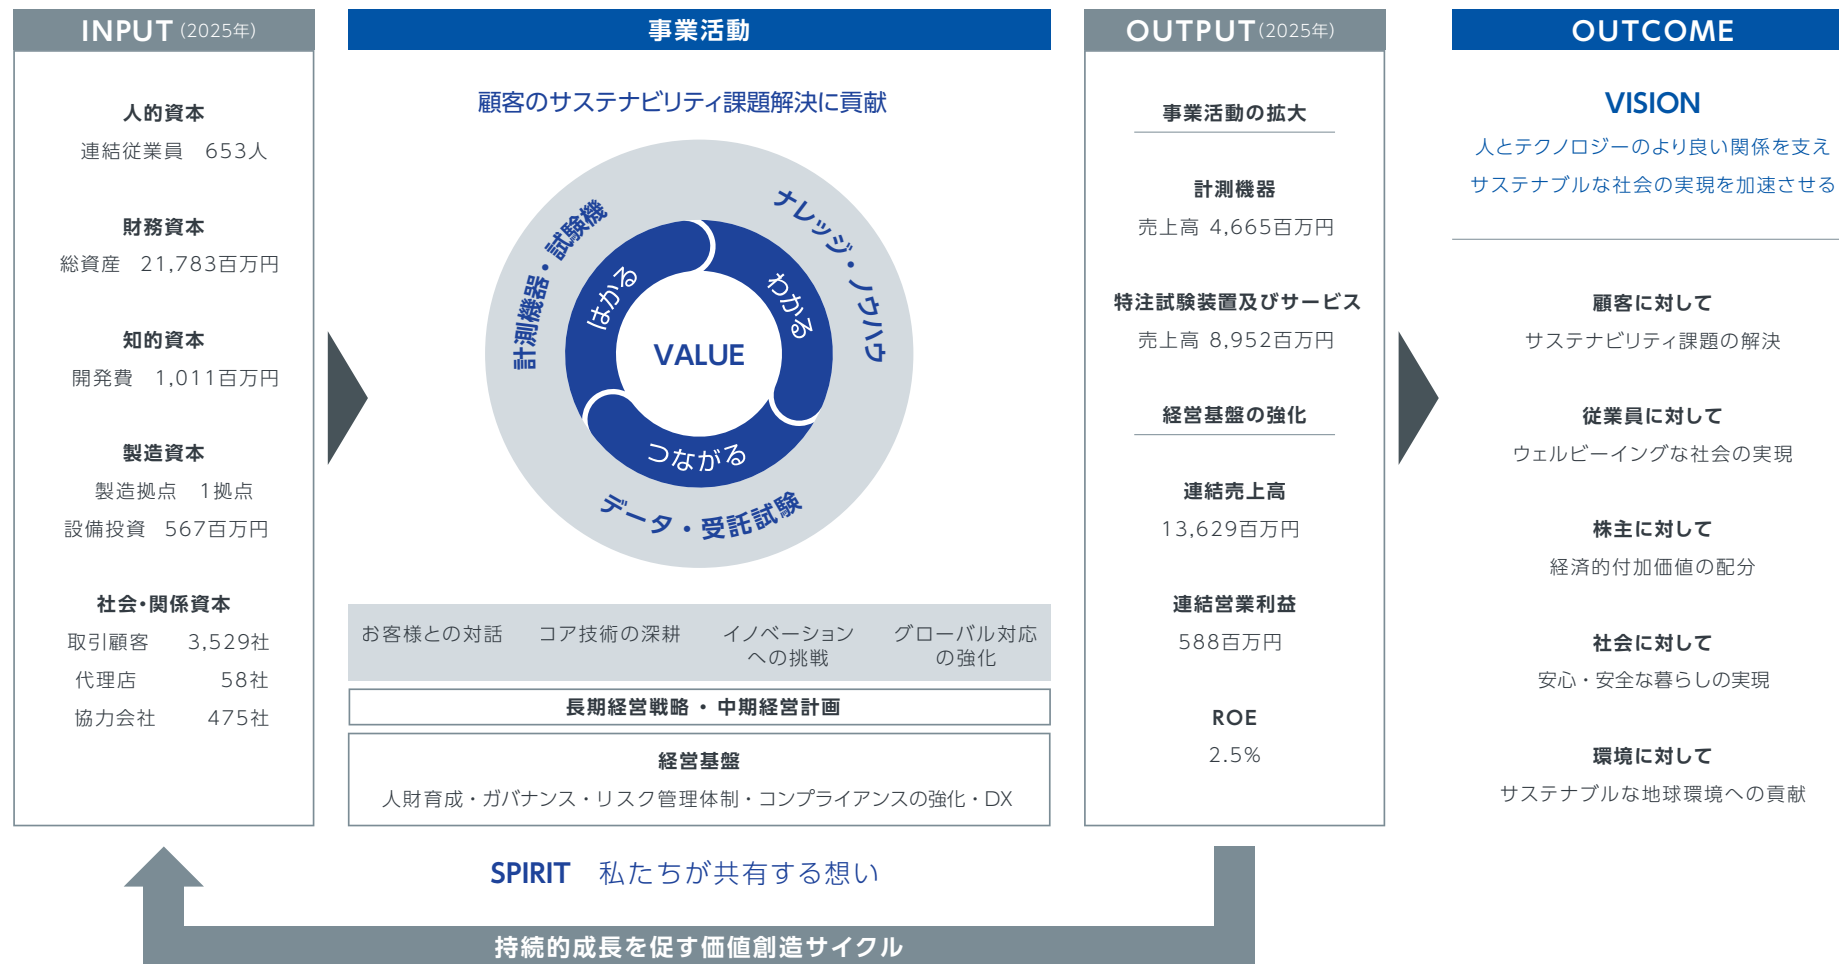 INPUT (2025年)
人的資本
連結従業員 653人
財務資本
総資産 21,783百万円
知的資本
開発費 1,011百万円
製造資本
製造拠点 1拠点
設備投資 567百万円
社会・関係資本
取引顧客 3,529社
代理店 58社
協力会社 475社
事業活動
顧客のサステナビリティ課題解決に貢献
計測機器・試験機
ナレッジ・ノウハウ
はかる
わかる
VALUE
つながる
データ・受託試験
お客様との対話
コア技術の深耕
イノベーション
への挑戦
グローバル対応
の強化
長期経営戦略・中期経営計画
経営基盤
人財育成・ガバナンス・リスク管理体制・コンプライアンスの強化・DX
OUTPUT (2025年)
事業活動の拡大
計測機器
売上高 4,665百万円
特注試験装置及びサービス
売上高 8,952百万円
経営基盤の強化
連結売上高
13,629百万円
連結営業利益
588百万円
ROE
2.5%
OUTCOME
VISION
人とテクノロジーのより良い関係を支え
サステナブルな社会の実現を加速させる
顧客に対して
サステナビリティ課題の解決
従業員に対して
ウェルビーイングな社会の実現
株主に対して
経済的付加価値の配分
社会に対して
安心・安全な暮らしの実現
環境に対して
サステナブルな地球環境への貢献
SPIRIT 私たちが共有する想い
持続的成長を促す価値創造サイクル